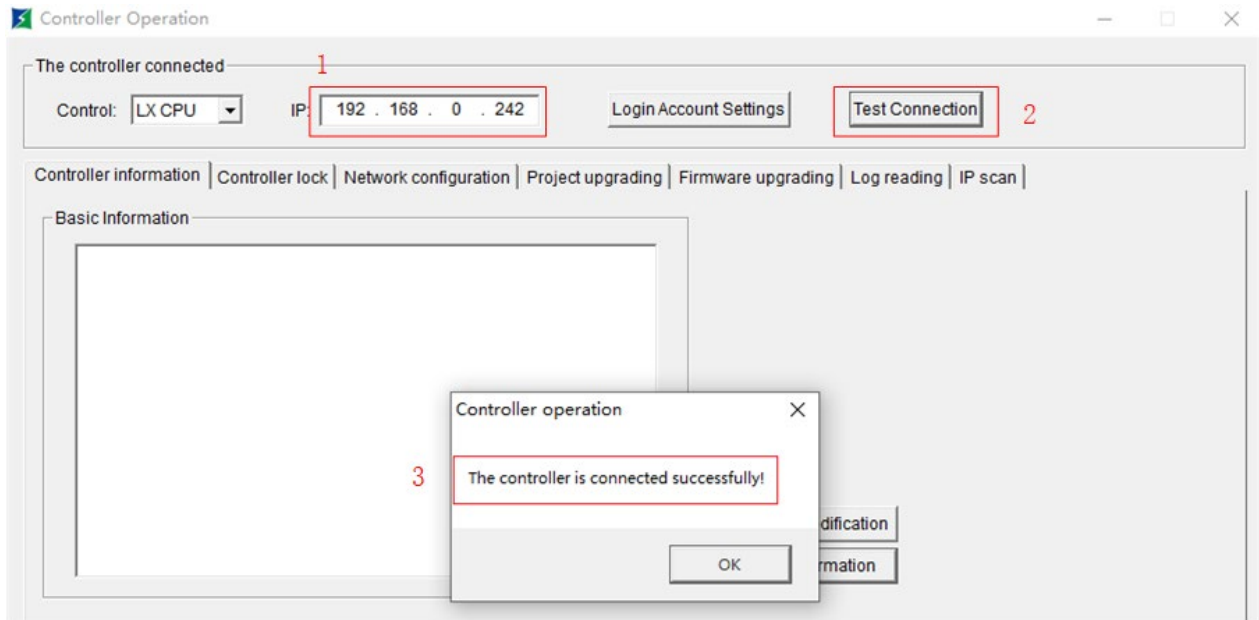 Controller Operation
The controller connected
1
Control: LX CPU IP: 192 . 168 . 0 . 242 Login Account Settings Test Connection 2
Controller information Controller lock Network configuration Project upgrading Firmware upgrading Log reading IP scan
Basic Information
Controller operation
3 The controller is connected successfully!
dification
OK rmation